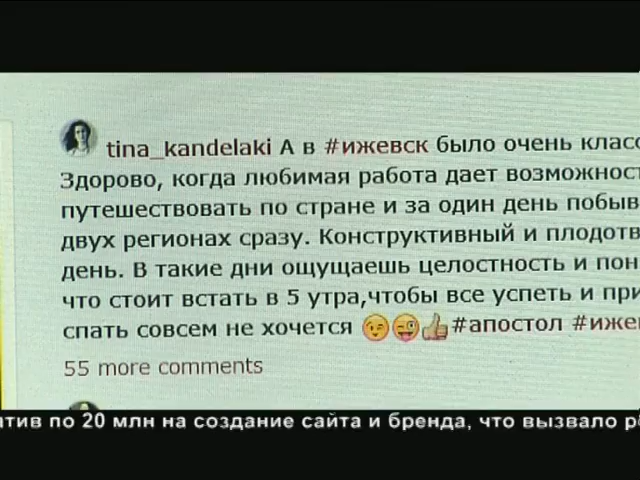 tina_kandelaki А в #ижевск было очень класс
Здорово, когда любимая работа дает возможност
путешествовать по стране и за один день побыв
двух регионах сразу. Конструктивный и плодотв
день. В такие дни ощущаешь целостность и пон
что стоит встать в 5 утра,чтобы все успеть и при
спать совсем не хочется 😉😜👍#апостол #иже
55 more comments
атив по 20 млн на создание сайта и бренда, что вызвало р